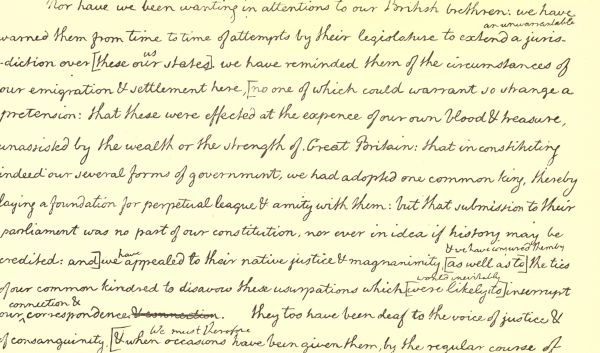 Nor have we been wanting in attentions to our British brethren: we have
an unwarrantable
warned them from time to time of attempts by their legislature to extend a juris-
us
-diction over [these our states]. we have reminded them of the circumstances of
our emigration & settlement here, [no one of which could warrant so strange a
pretension: that these were effected at the expence of our own blood & treasure,
unassisted by the wealth or the strength of Great Britain: that in constituting
indeed our several forms of government, we had adopted one common king, thereby
laying a foundation for perpetual league & amity with them: but that submission to their
parliament was no part of our constitution, nor ever in idea if history may be
have & we have conjured them by
credited: and] we appealed to their native justice & magnanimity [as well as to] the ties
would inevitably
of our common kindred to disavow these usurpations which [were likely to] interrupt
connection &
our correspondence & connection. they too have been deaf to the voice of justice &
We must therefore
of consanguinity, [& when occasions have been given them, by the regular course of